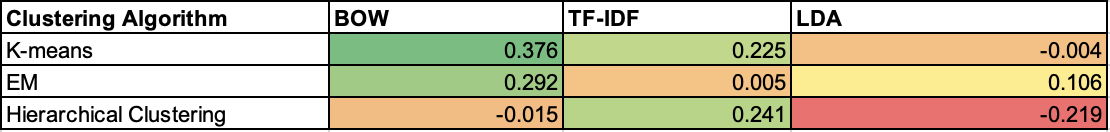 Clustering Algorithm BOW TF-IDF LDA
K-means 0.376 0.225 -0.004
EM 0.292 0.005 0.106
Hierarchical Clustering -0.015 0.241 -0.219